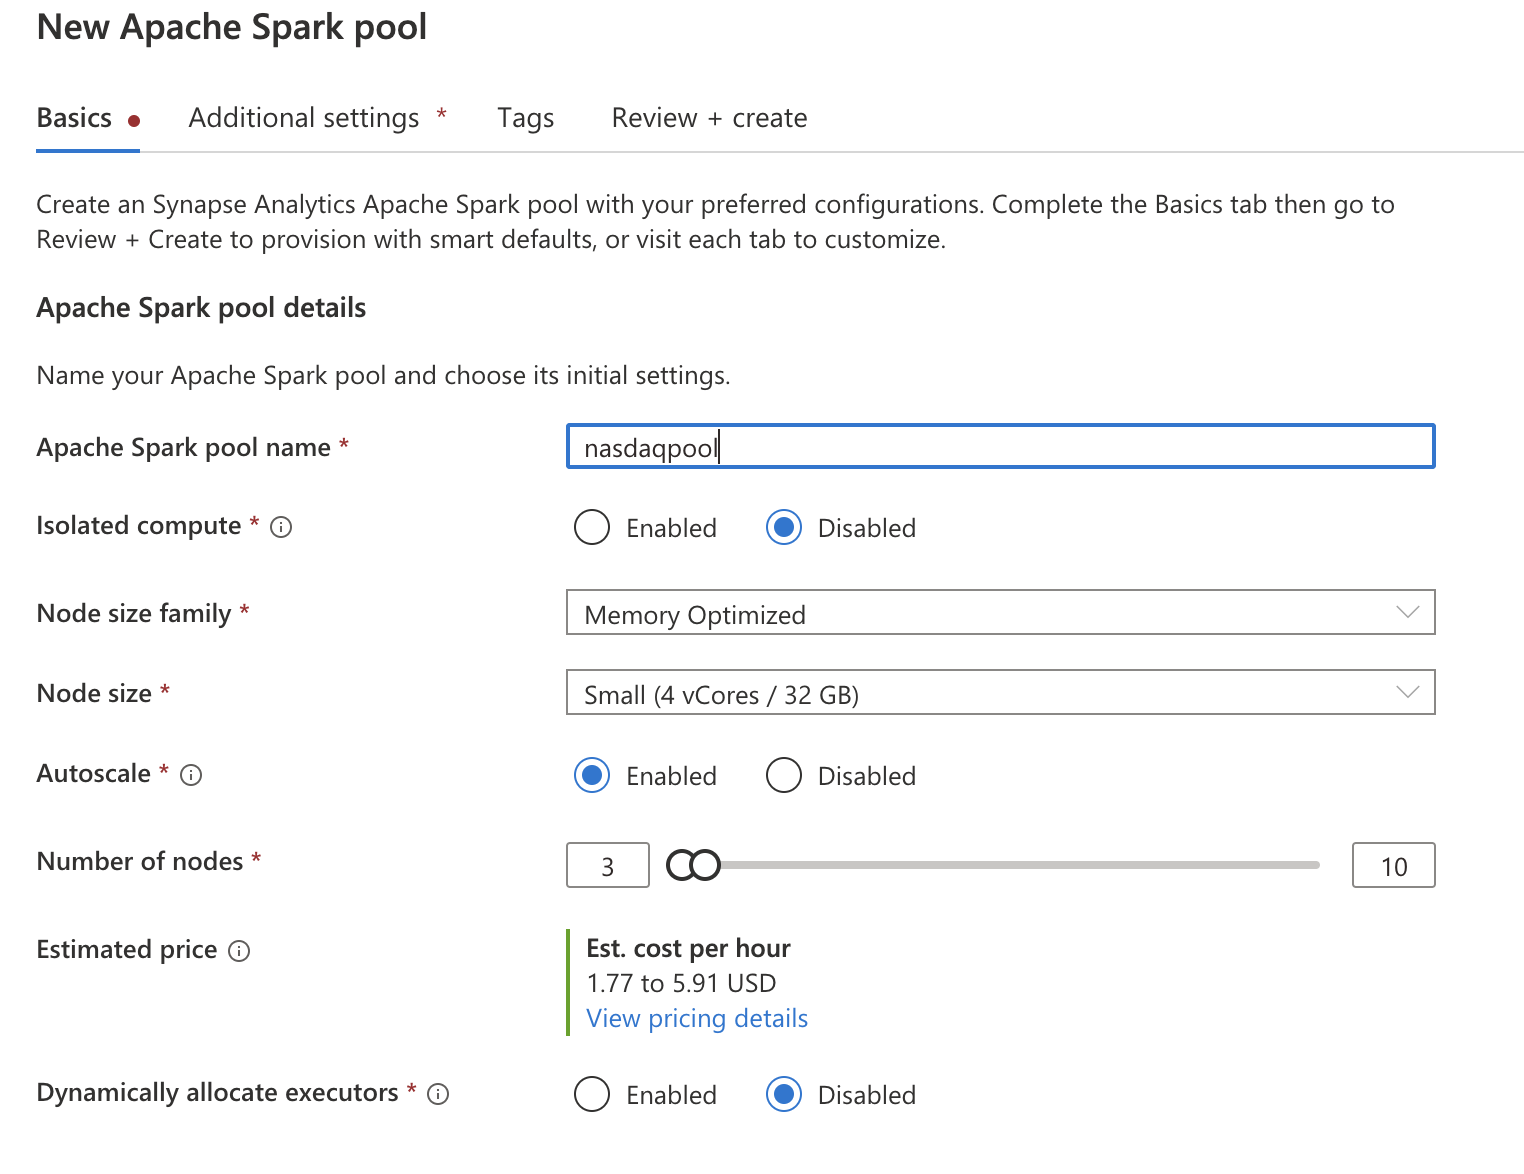 New Apache Spark pool
Basics Additional settings * Tags Review + create
Create an Synapse Analytics Apache Spark pool with your preferred configurations. Complete the Basics tab then go to
Review + Create to provision with smart defaults, or visit each tab to customize.
Apache Spark pool details
Name your Apache Spark pool and choose its initial settings.
Apache Spark pool name * nasdaqpool
Isolated compute * Enabled Disabled
Node size family * Memory Optimized
Node size * Small (4 vCores / 32 GB)
Autoscale * Enabled Disabled
Number of nodes * 3 10
Estimated price Est. cost per hour
1.77 to 5.91 USD
View pricing details
Dynamically allocate executors * Enabled Disabled